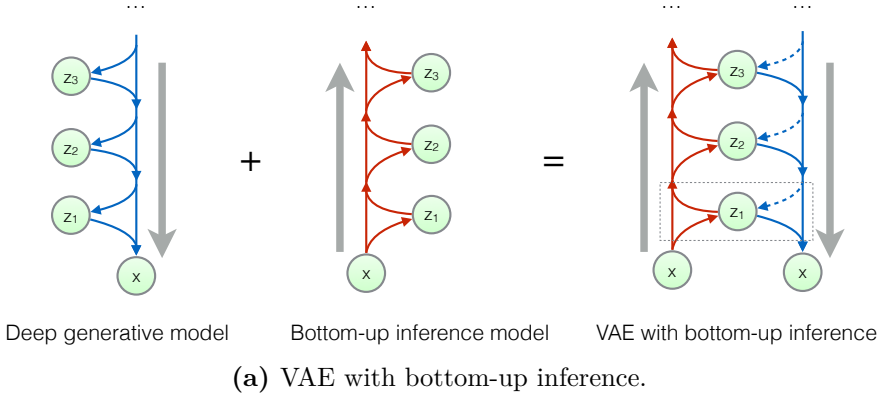 ... ... ... ...
z3 z3 z3
z2 z2 z2
+ =
z1 z1 z1
x x x x
Deep generative model Bottom-up inference model VAE with bottom-up inference
(a) VAE with bottom-up inference.